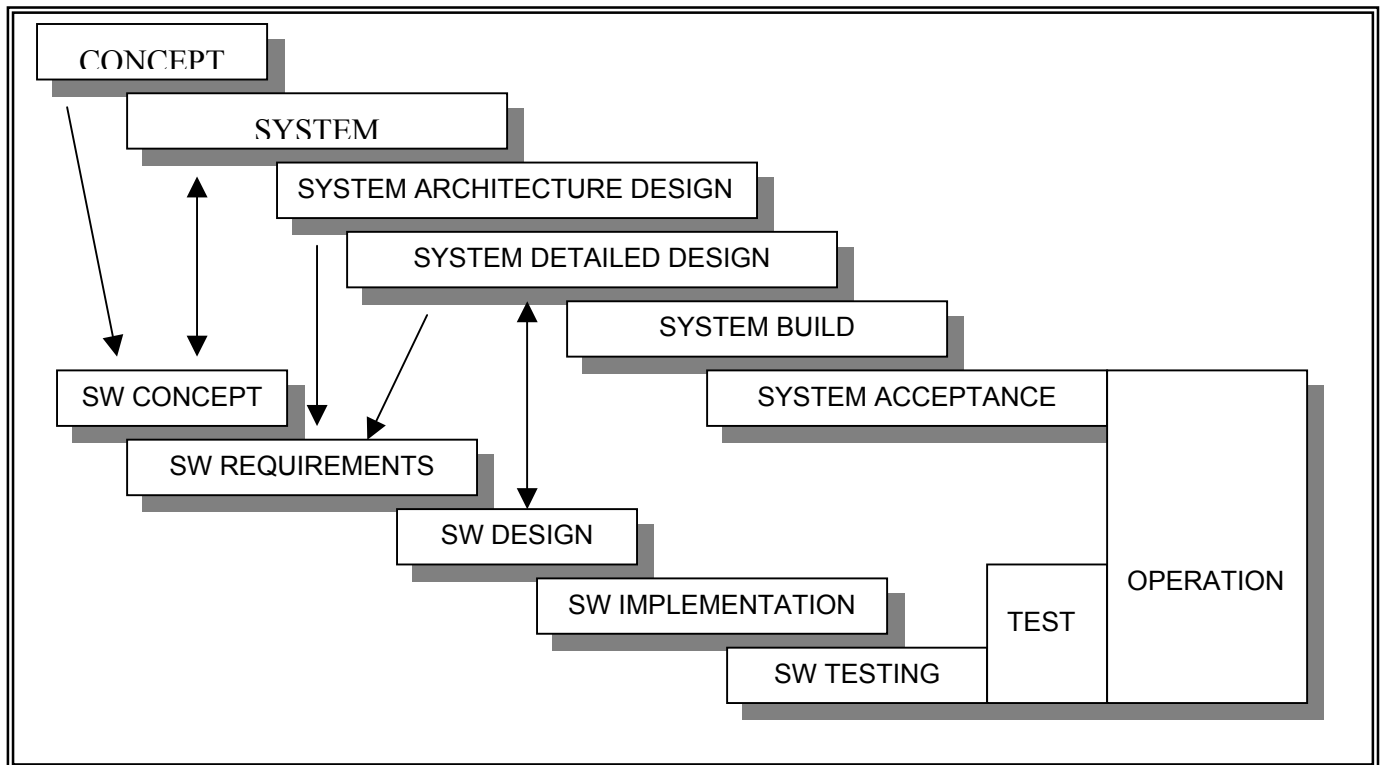 CONCEPT
SYSTEM
SYSTEM ARCHITECTURE DESIGN
SYSTEM DETAILED DESIGN
SYSTEM BUILD
SW CONCEPT
SYSTEM ACCEPTANCE
SW REQUIREMENTS
SW DESIGN
OPERATION
SW IMPLEMENTATION
TEST
SW TESTING